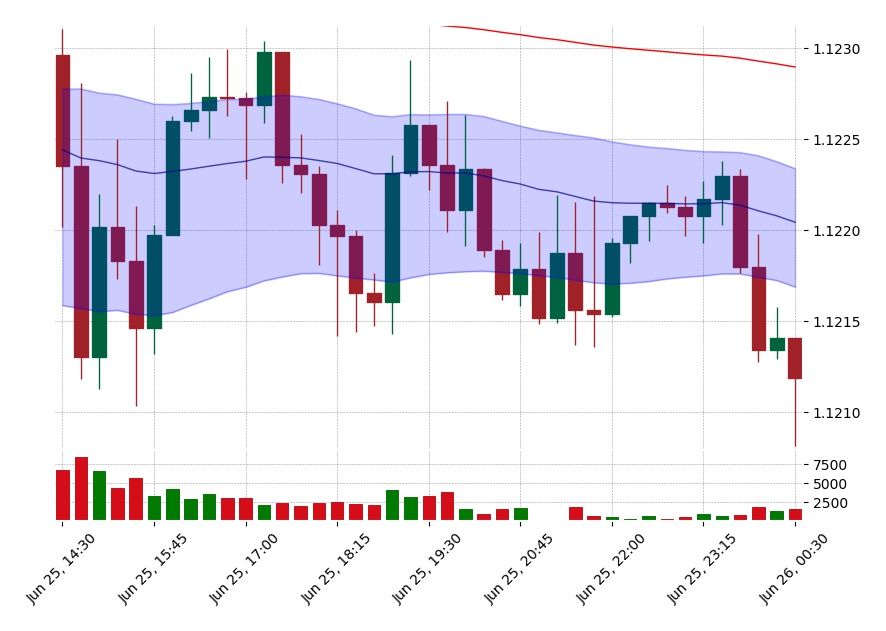 1.1230
1.1225
1.1220
1.1215
1.1210
7500
5000
2500
Jun 25, 14:30
Jun 25, 15:45
Jun 25, 17:00
Jun 25, 18:15
Jun 25, 19:30
Jun 25, 20:45
Jun 25, 22:00
Jun 25, 23:15
Jun 26, 00:30